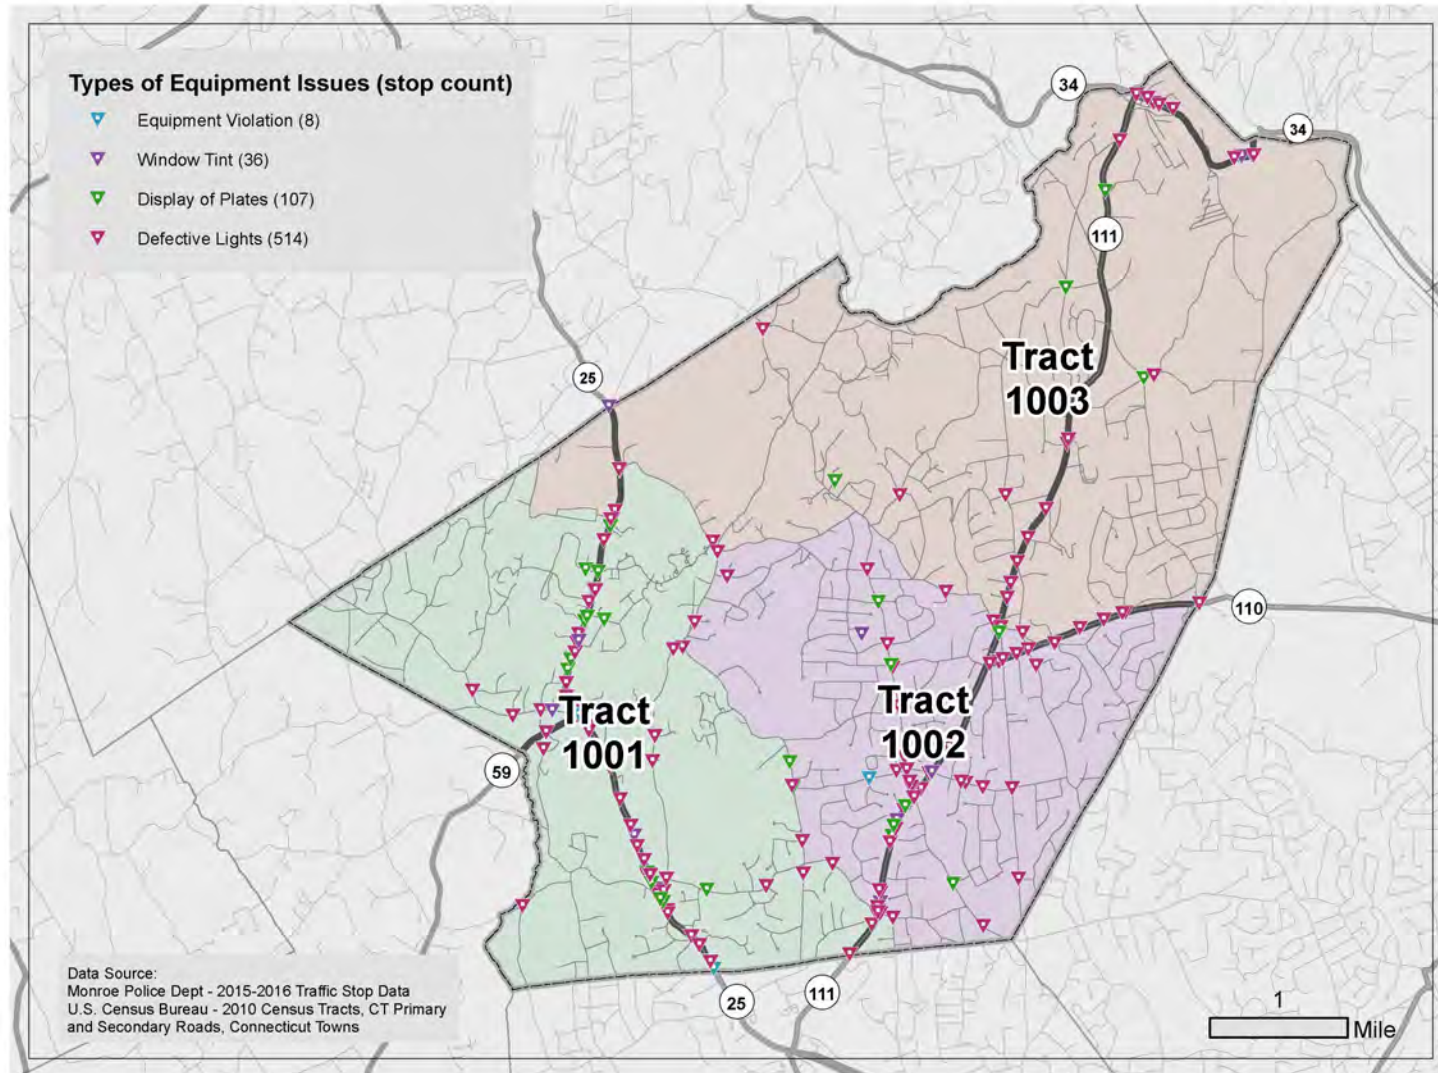 Types of Equipment Issues (stop count)
Equipment Violation (8)
Window Tint (36)
Display of Plates (107)
Defective Lights (514)
34
34
111
25
Tract
1003
110
Tract
1001
Tract
1002
59
Data Source:
Monroe Police Dept - 2015-2016 Traffic Stop Data
U.S. Census Bureau - 2010 Census Tracts, CT Primary
and Secondary Roads, Connecticut Towns
25
111
1
Mile